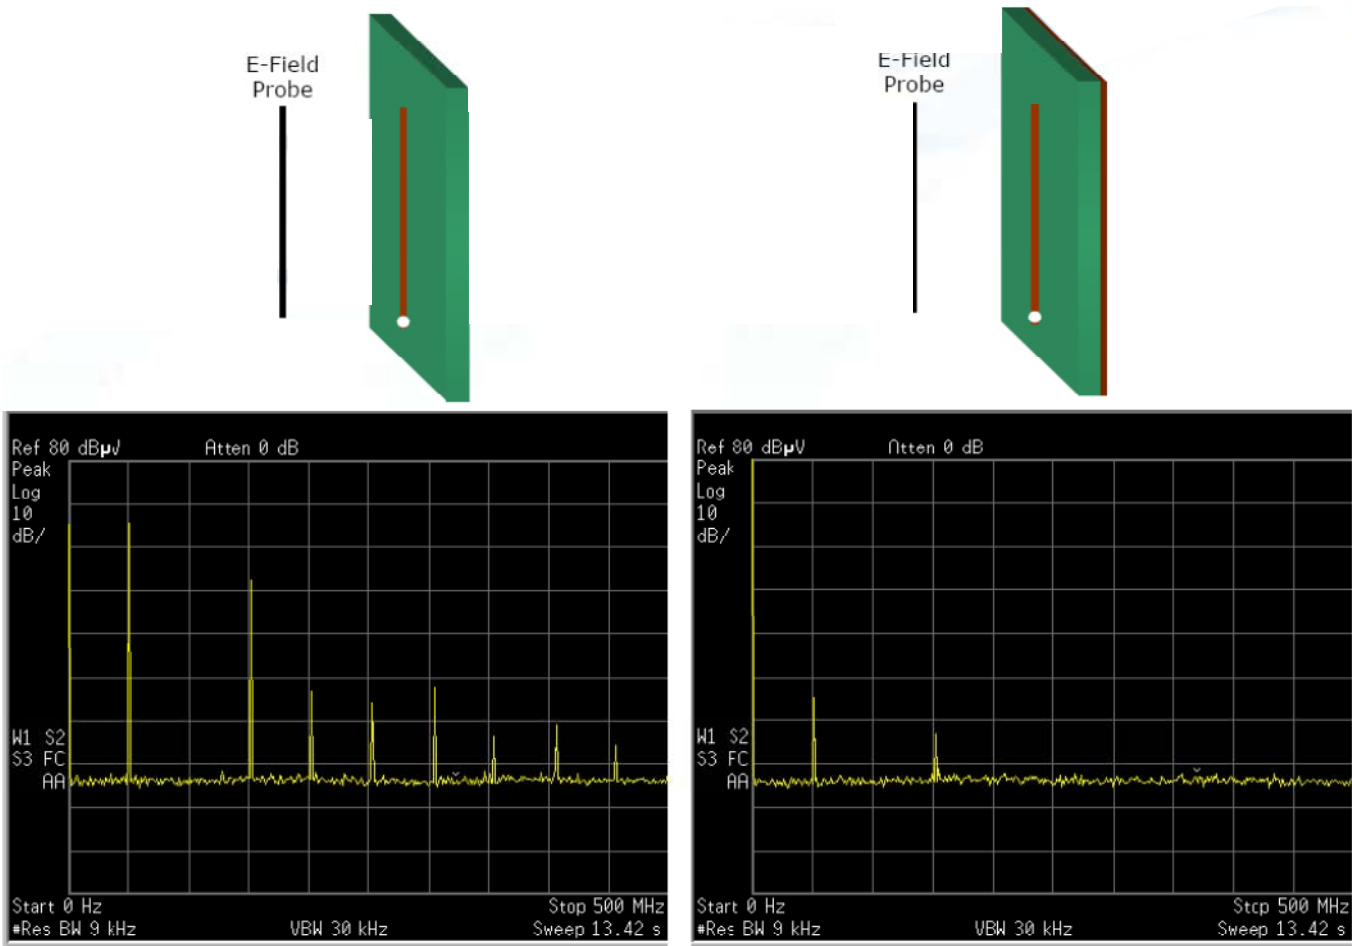 E-Field
Probe
E-Field
Probe
Ref 80 dBµV Atten 0 dB
Peak
Log
10
dB/
W1 S2
S3 FC
AA
Start 0 Hz Stop 500 MHz
#Res BW 9 kHz VBW 30 kHz Sweep 13.42 s
Ref 80 dBµV Atten 0 dB
Peak
Log
10
dB/
W1 S2
S3 FC
AA
Start 0 Hz Stop 500 MHz
#Res BW 9 kHz VBW 30 kHz Sweep 13.42 s